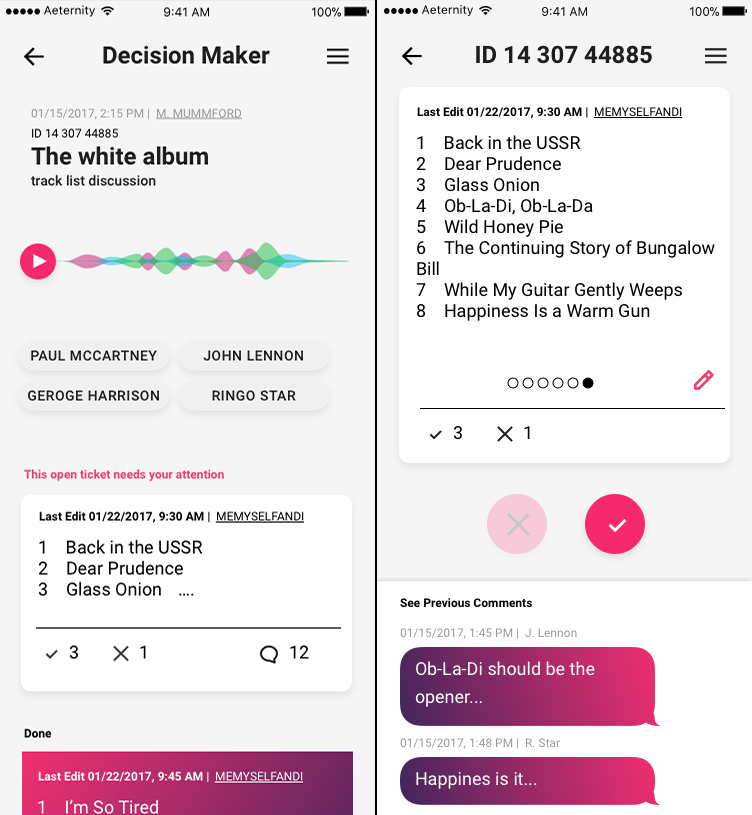 Aeternity 9:41 AM 100%
Decision Maker
01/15/2017, 2:15 PM | M. MUMMFORD
ID 14 307 44885
The white album
track list discussion
PAUL MCCARTNEY JOHN LENNON
GEROGE HARRISON RINGO STAR
This open ticket needs your attention
Last Edit 01/22/2017, 9:30 AM | MEMYSELFANDI
1 Back in the USSR
2 Dear Prudence
3 Glass Onion ....
3 1 12
Done
Last Edit 01/22/2017, 9:45 AM | MEMYSELFANDI
1 I'm So Tired
Aeternity 9:41 AM 100%
ID 14 307 44885
Last Edit 01/22/2017, 9:30 AM | MEMYSELFANDI
1 Back in the USSR
2 Dear Prudence
3 Glass Onion
4 Ob-La-Di, Ob-La-Da
5 Wild Honey Pie
6 The Continuing Story of Bungalow
Bill
7 While My Guitar Gently Weeps
8 Happiness Is a Warm Gun
3 1
See Previous Comments
01/15/2017, 1:45 PM | J. Lennon
Ob-La-Di should be the
opener...
01/15/2017, 1:48 PM | R. Star
Happines is it...